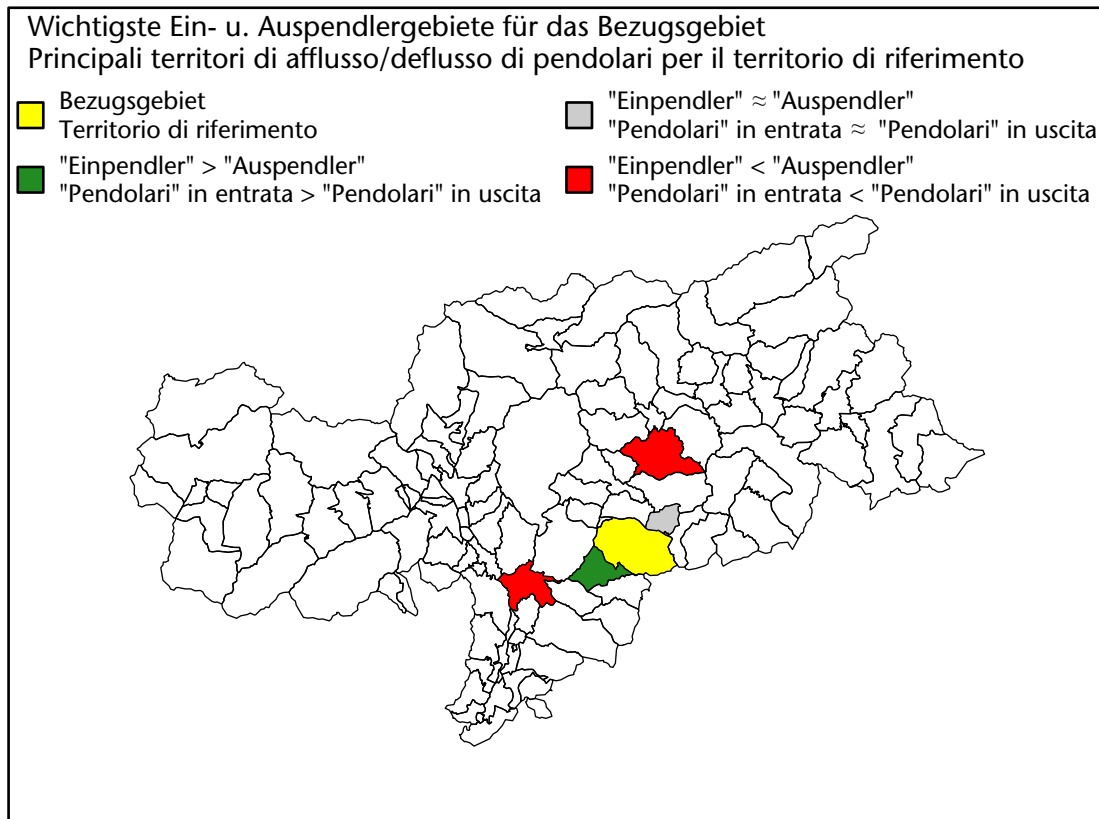 Wichtigste Ein- u. Auspendlergebiete für das Bezugsgebiet
Principali territori di afflusso/deflusso di pendolari per il territorio di riferimento
Bezugsgebiet
Territorio di riferimento
"Einpendler" > "Auspendler"
"Pendolari" in entrata > "Pendolari" in uscita
"Einpendler" ≈ "Auspendler"
"Pendolari" in entrata ≈ "Pendolari" in uscita
"Einpendler" < "Auspendler"
"Pendolari" in entrata < "Pendolari" in uscita